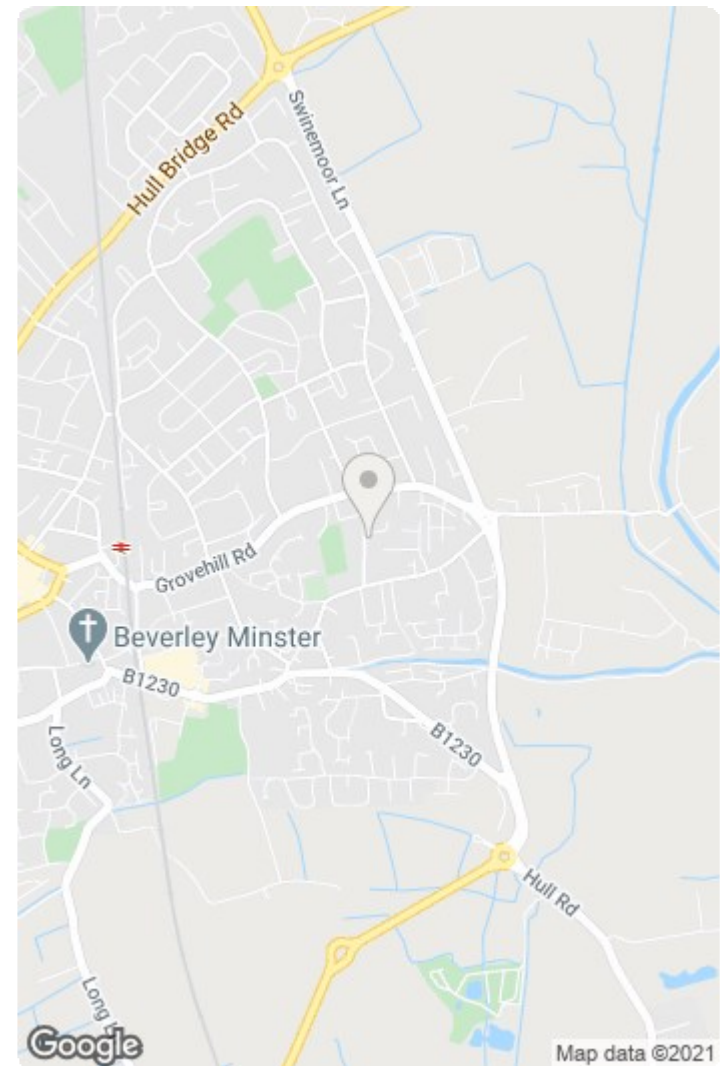 Hull Bridge Rd
Swinemoor Ln
Grovehill Rd
Beverley Minster
B1230
Long Ln
B1230
Hull Rd
Long
Google
Map data ©2021